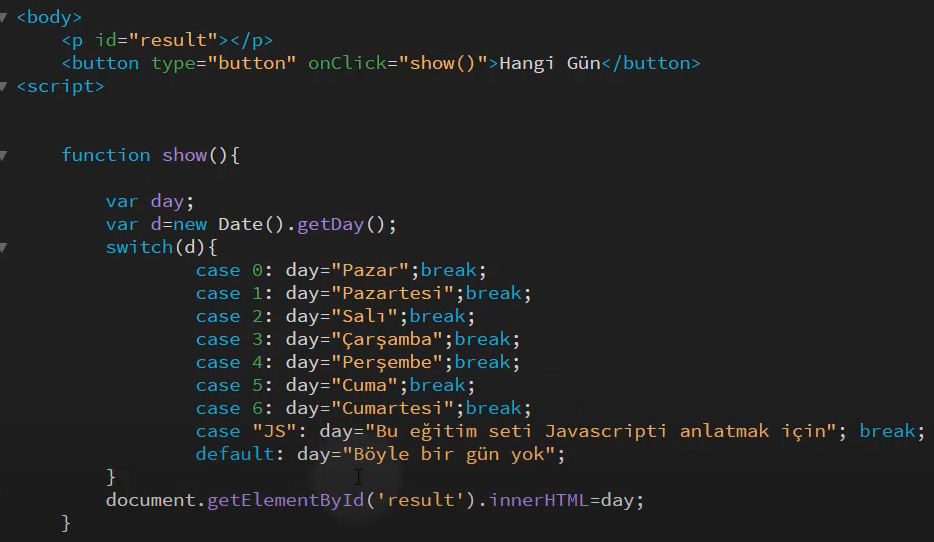 <body>
<p id="result"></p>
<button type="button" onClick="show()">Hangi Gün</button>
<script>
function show(){
var day;
var d=new Date().getDay();
switch(d){
case 0: day="Pazar";break;
case 1: day="Pazartesi";break;
case 2: day="Salı";break;
case 3: day="Çarşamba";break;
case 4: day="Perşembe";break;
case 5: day="Cuma";break;
case 6: day="Cumartesi";break;
case "JS": day="Bu eğitim seti Javascripti anlatmak için"; break;
default: day="Böyle bir gün yok";
}
document.getElementById('result').innerHTML=day;
}